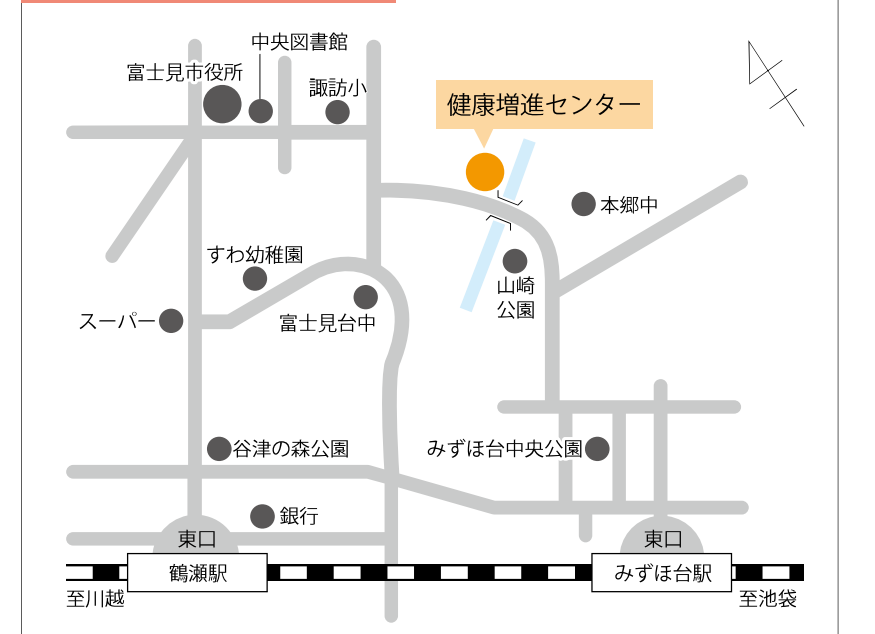 中央図書館
富士見市役所
諏訪小
健康増進センター
本郷中
すわ幼稚園
山崎
公園
スーパー
富士見台中
谷津の森公園
みずほ台中央公園
銀行
東口
東口
鶴瀬駅
みずほ台駅
至川越
至池袋